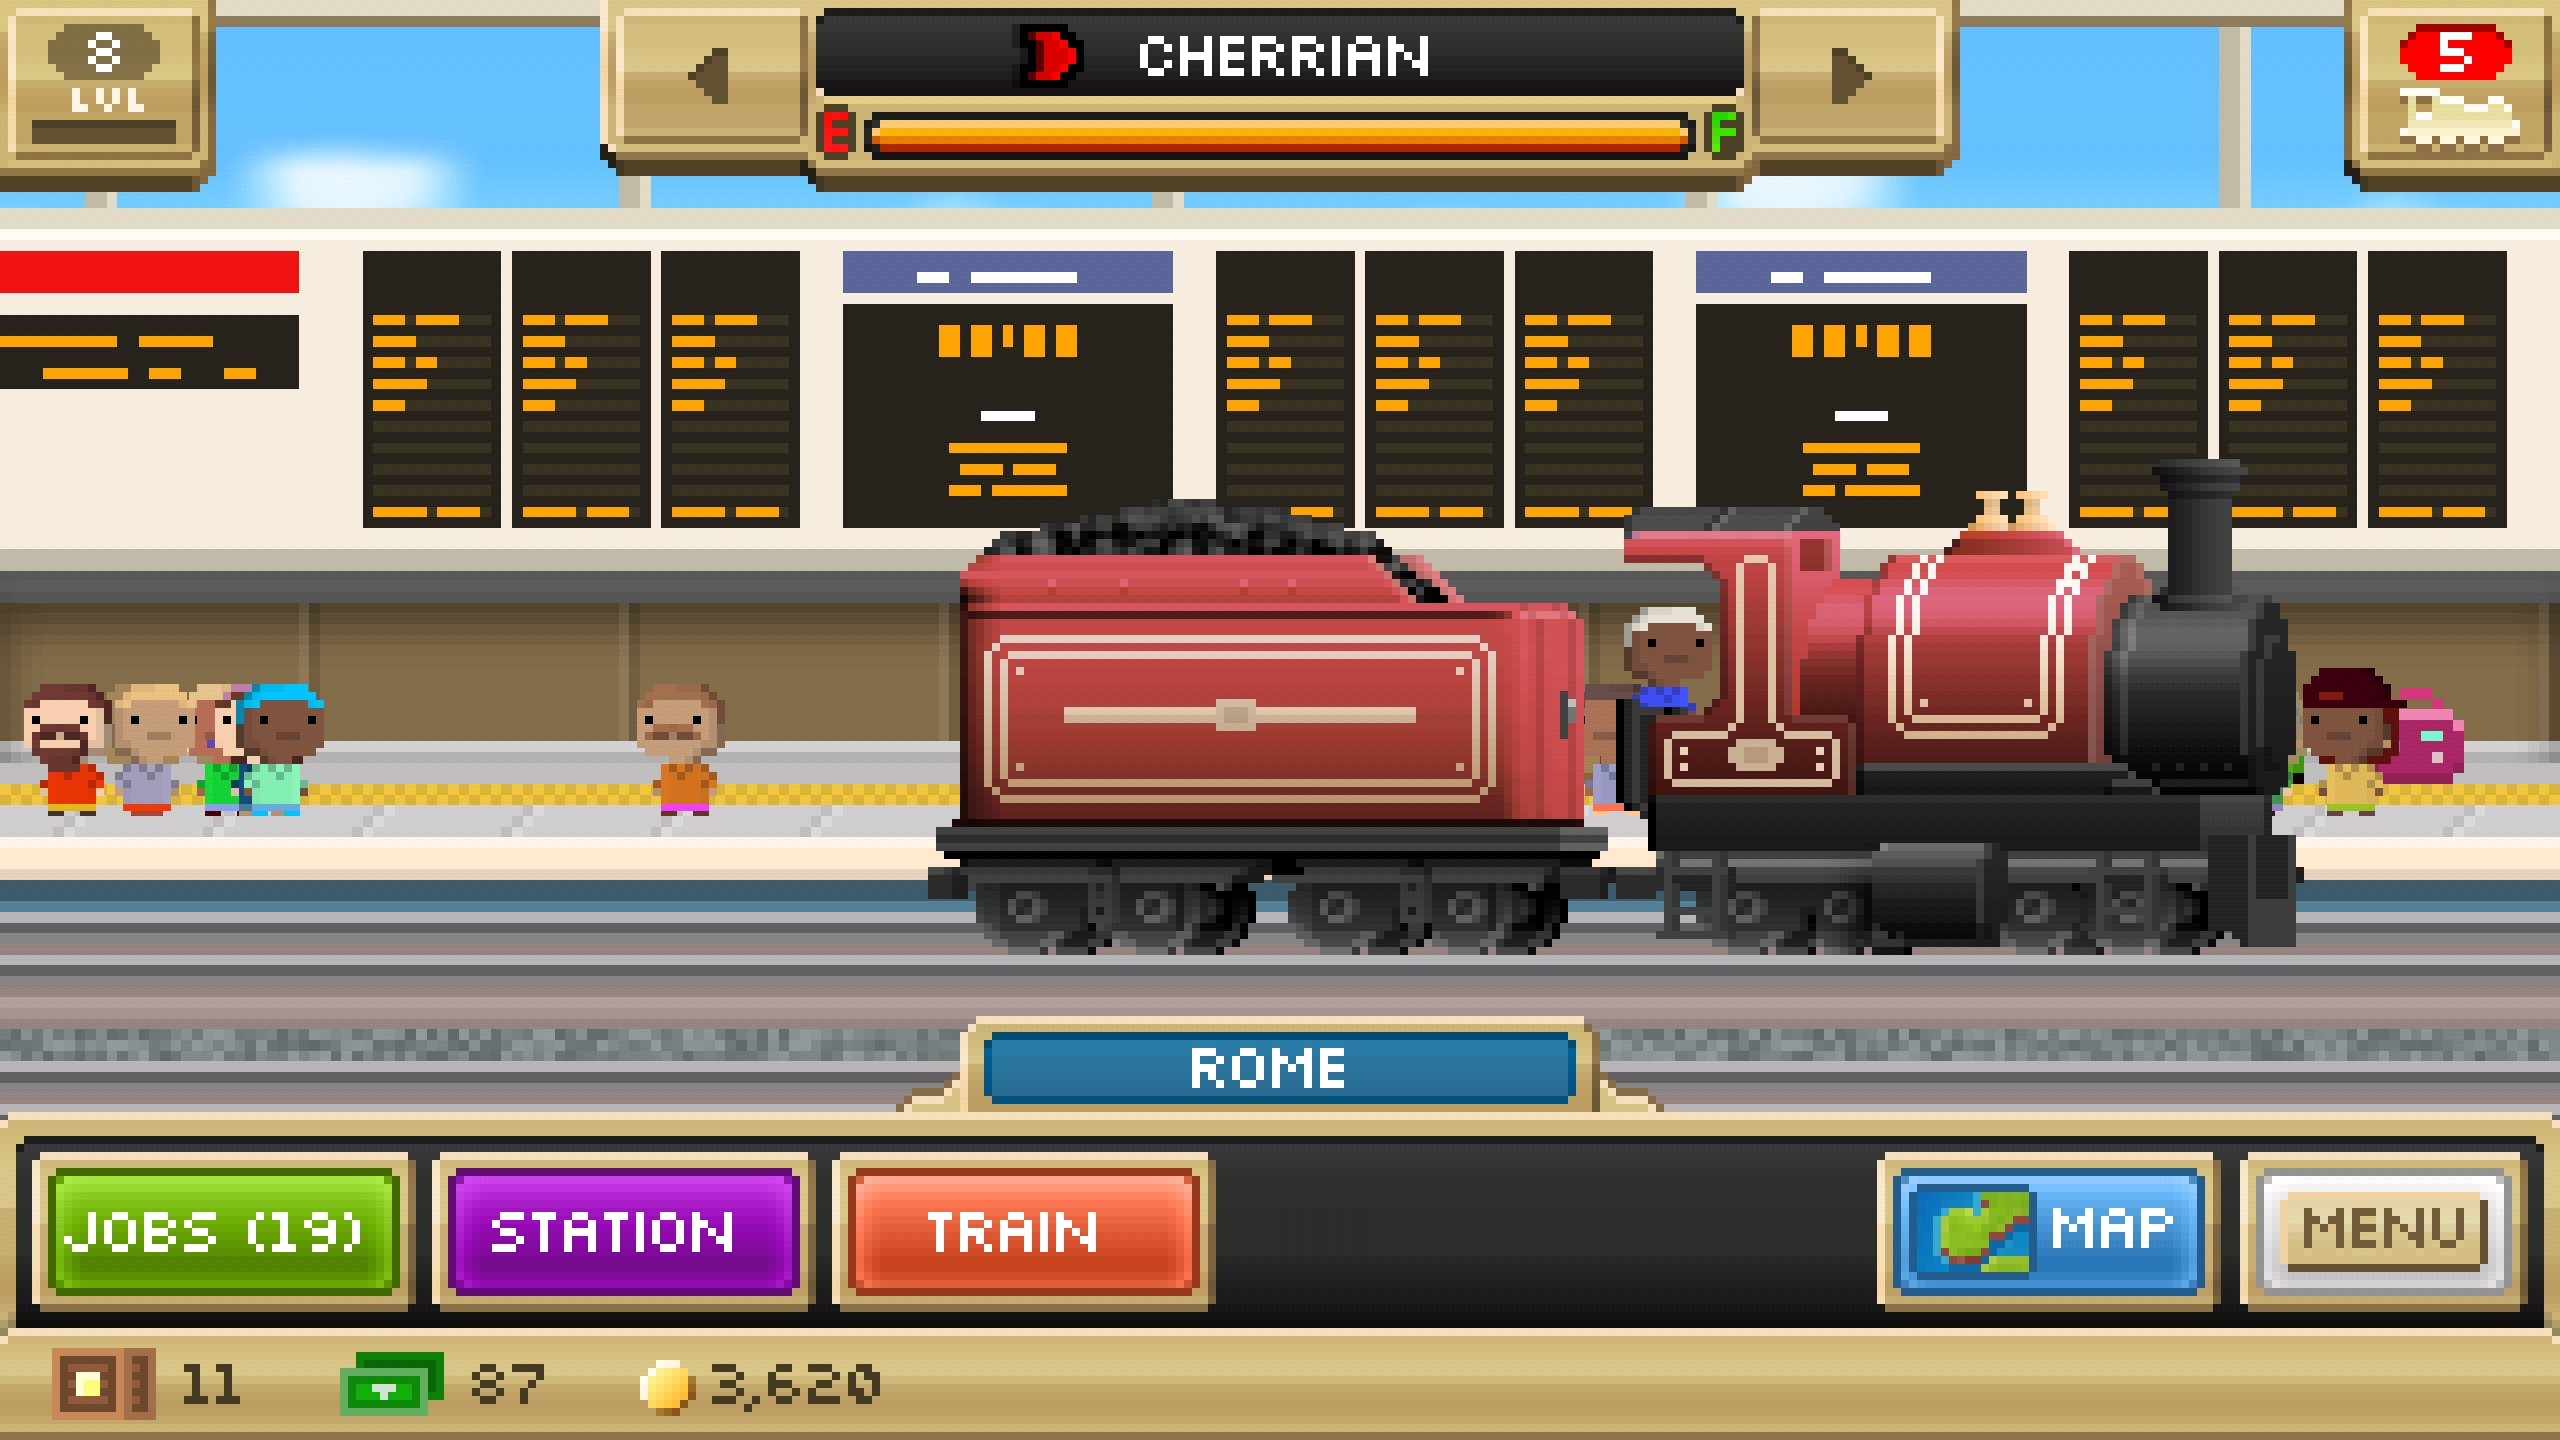 8
LVL
CHERRIAN
E F
5
ROME
JOBS (19)
STATION
TRAIN
MAP
MENU
11
87
3,620